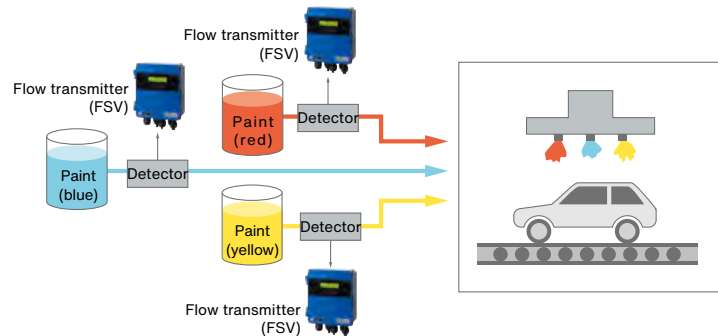 Flow transmitter
(FSV)
Flow transmitter
(FSV)
Paint
(red)
Detector
Paint
(blue)
Detector
Paint
(yellow)
Detector
Flow transmitter
(FSV)